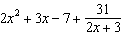 2x² + 3x − 7 + 31/(2x + 3)